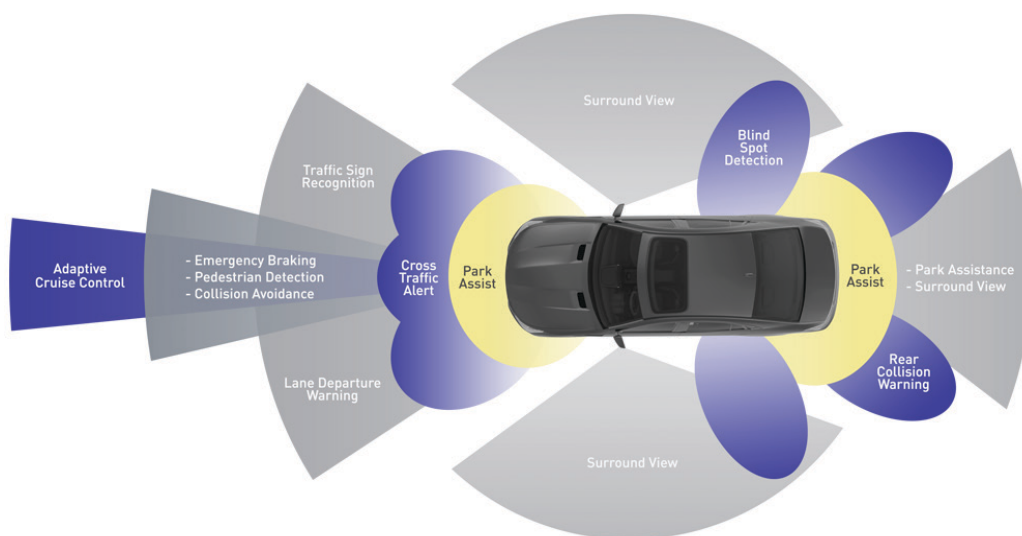 Surround View
Blind
Spot
Detection
Traffic Sign
Recognition
Adaptive
Cruise Control
- Emergency Braking
- Pedestrian Detection
- Collision Avoidance
Cross
Traffic
Alert
Park
Assist
Park
Assist
- Park Assistance
- Surround View
Lane Departure
Warning
Rear
Collision
Warning
Surround View